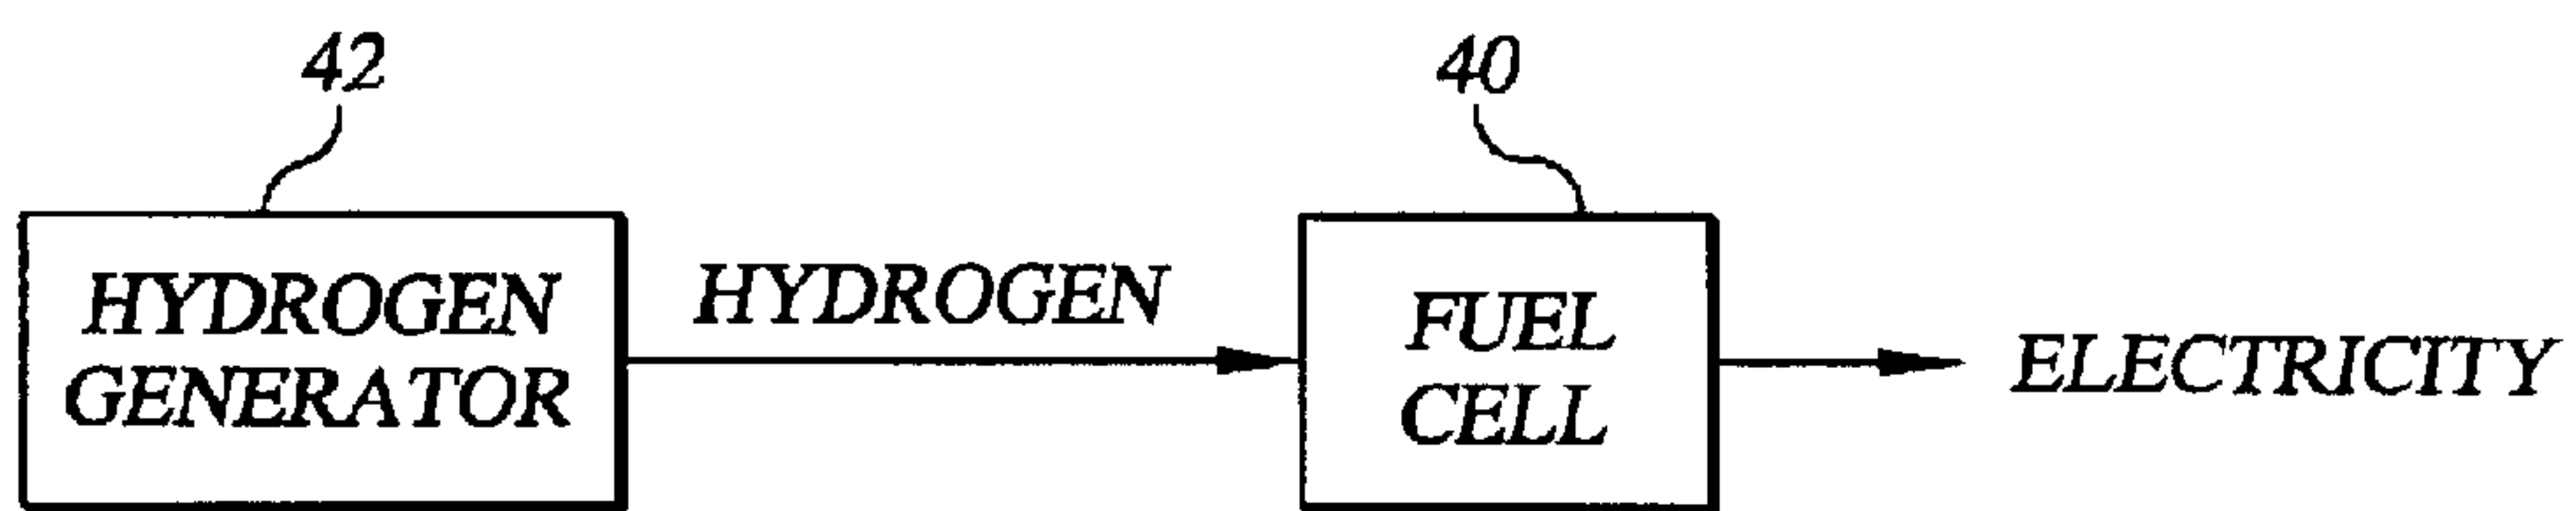 42
40
HYDROGEN
GENERATOR
HYDROGEN
FUEL
CELL
ELECTRICITY